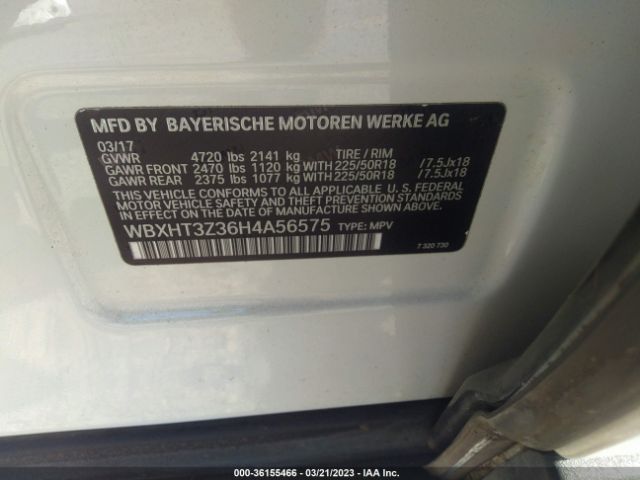 MFD BY BAYERISCHE MOTOREN WERKE AG
03/17
GVWR 4720 lbs 2141 kg TIRE / RIM
GAWR FRONT 2470 lbs 1120 kg WITH 225/50R18 /7.5Jx18
GAWR REAR 2375 lbs 1077 kg WITH 225/50R18 /7.5Jx18
THIS VEHICLE CONFORMS TO ALL APPLICABLE U.S. FEDERAL
MOTOR VEHICLE SAFETY, BUMPER, AND THEFT PREVENTION
STANDARDS IN EFFECT ON THE DATE OF MANUFACTURE SHOWN ABOVE.
WBXHT3Z36H4A56575 TYPE: MPV
7 320 730
000-36155466 - 03/21/2023 - IAA Inc.